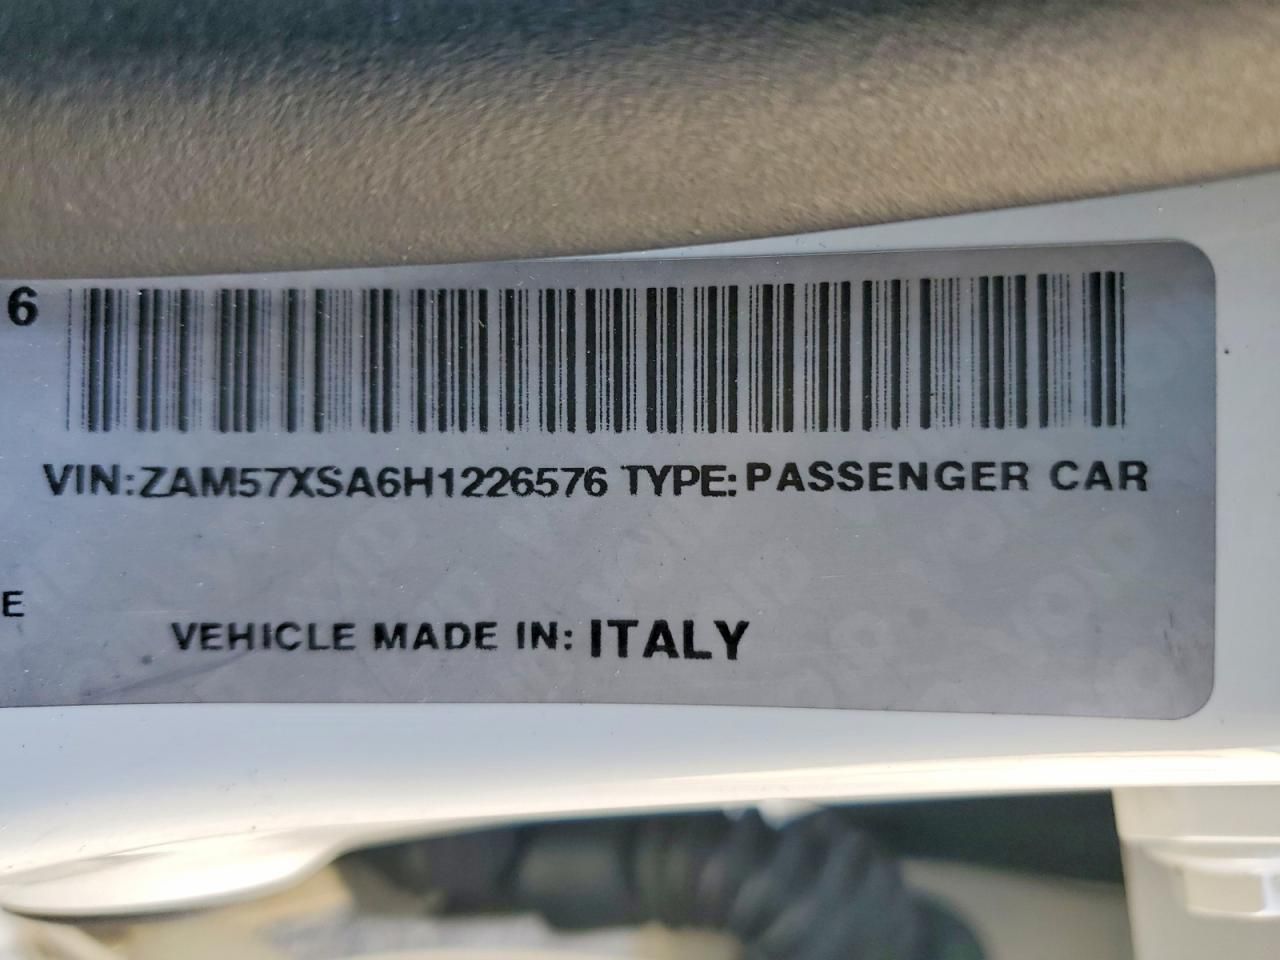 6
VIN:ZAM57XSA6H1226576 TYPE:PASSENGER CAR
E
VEHICLE MADE IN: ITALY